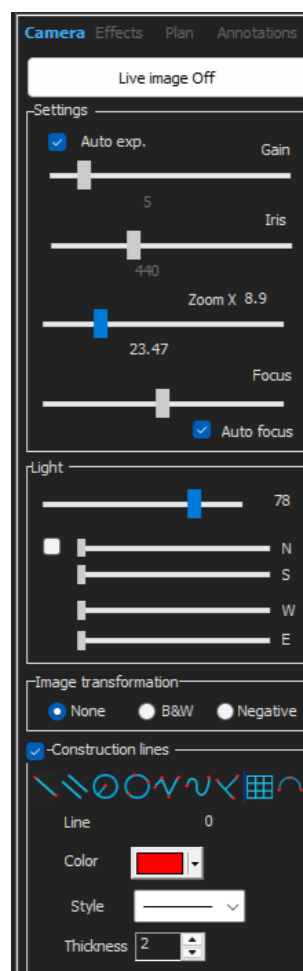 Camera Effects Plan Annotations
Live image Off
Settings
Auto exp.
Gain
5
Iris
440
Zoom X 8.9
23.47
Focus
Auto focus
Light
78
N
S
W
E
Image transformation
None B&W Negative
Construction lines
Line 0
Color
Style
Thickness 2